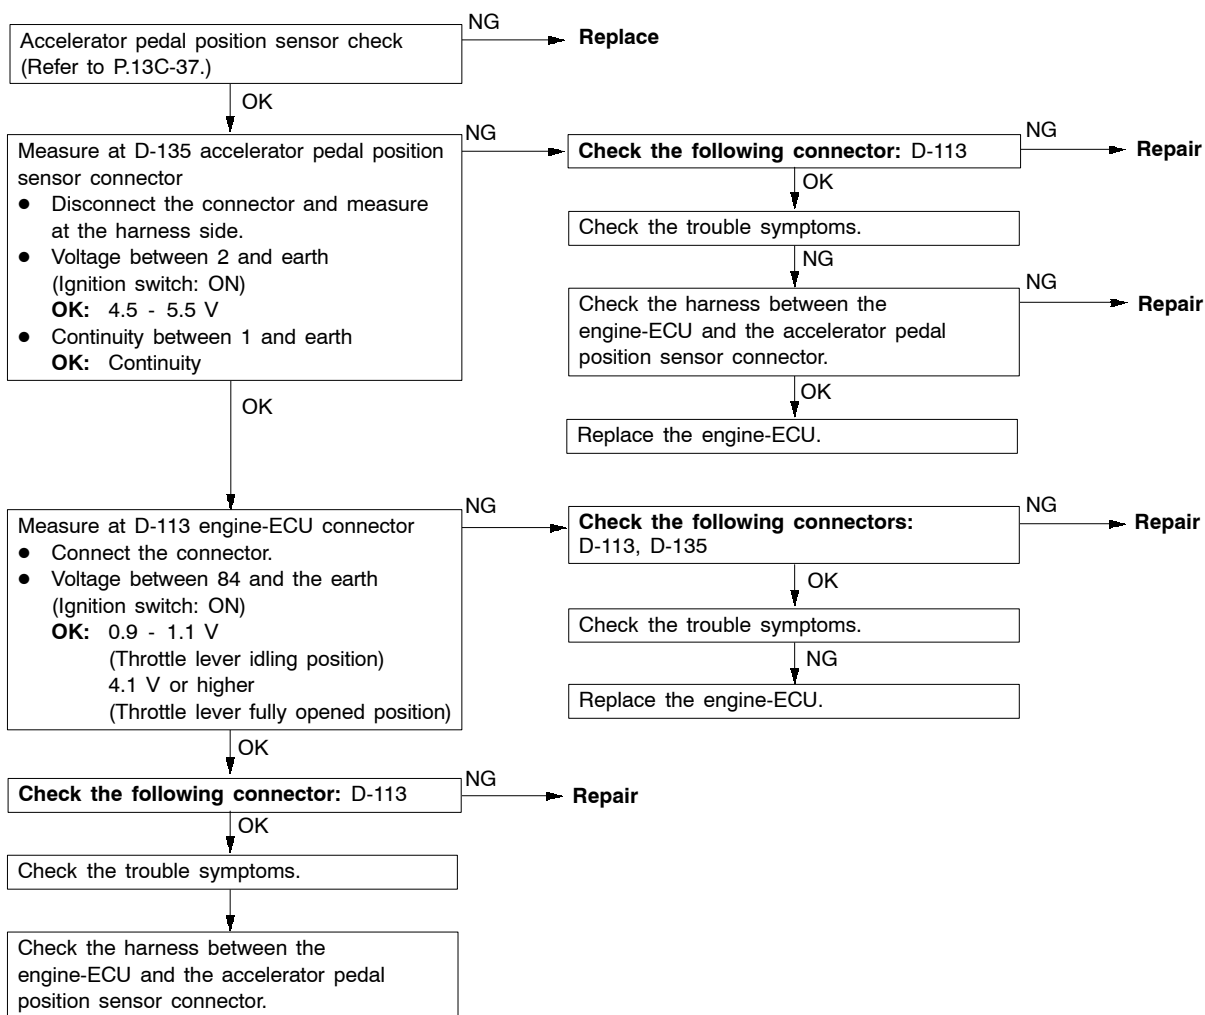 Accelerator pedal position sensor check
(Refer to P.13C-37.)
NG
Replace
OK
Measure at D-135 accelerator pedal position
sensor connector
● Disconnect the connector and measure
at the harness side.
● Voltage between 2 and earth
(Ignition switch: ON)
OK: 4.5 - 5.5 V
● Continuity between 1 and earth
OK: Continuity
NG
Check the following connector: D-113
NG
Repair
OK
Check the trouble symptoms.
NG
Check the harness between the
engine-ECU and the accelerator pedal
position sensor connector.
NG
Repair
OK
Replace the engine-ECU.
OK
Measure at D-113 engine-ECU connector
● Connect the connector.
● Voltage between 84 and the earth
(Ignition switch: ON)
OK: 0.9 - 1.1 V
(Throttle lever idling position)
4.1 V or higher
(Throttle lever fully opened position)
NG
Check the following connectors:
D-113, D-135
NG
Repair
OK
Check the trouble symptoms.
NG
Replace the engine-ECU.
OK
Check the following connector: D-113
NG
Repair
OK
Check the trouble symptoms.
Check the harness between the
engine-ECU and the accelerator pedal
position sensor connector.